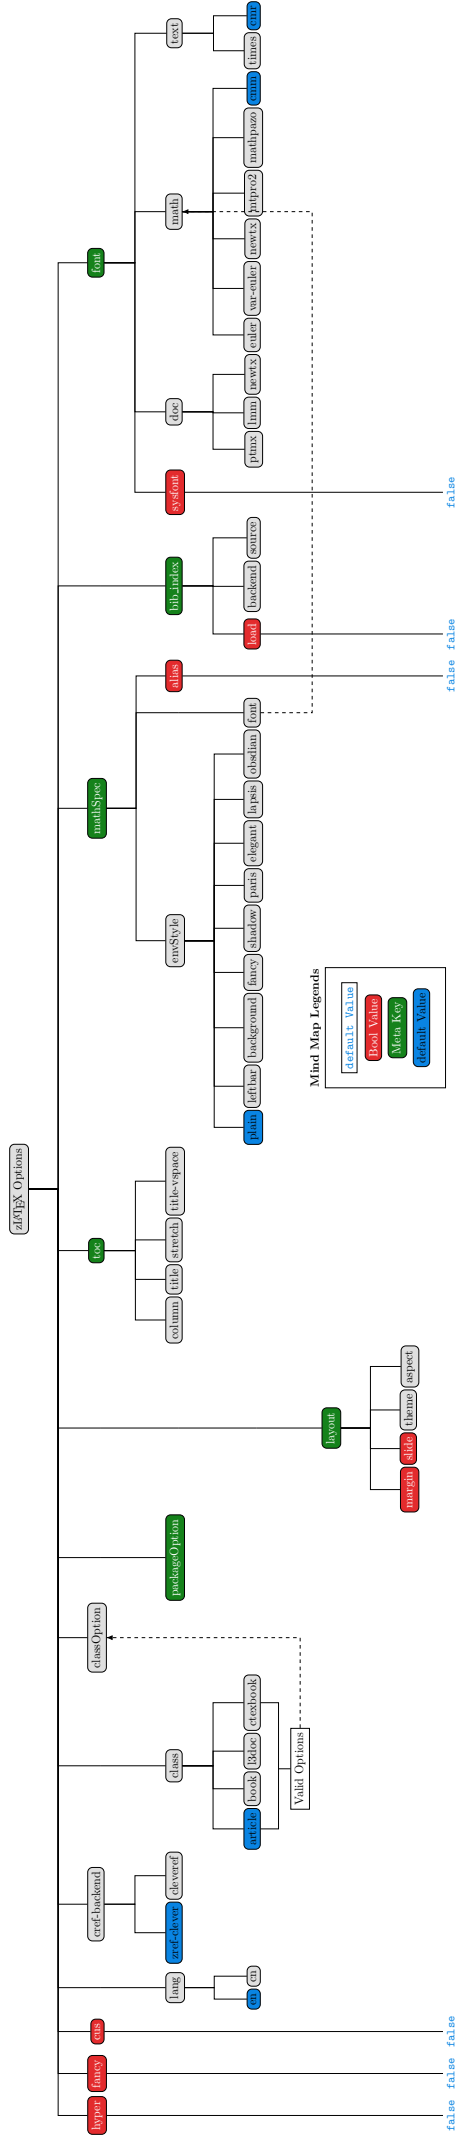 zLATEX Options
hyper
fancy
cus
cref-backend
classOption
toc
mathSpec
font
lang
zref-clever
cleveref
class
packageOption
column
title
stretch
title-vspace
envStyle
alias
bib_index
sysfont
doc
math
text
en
cn
article
book
l3doc
ctexbook
plain
leftbar
background
fancy
shadow
paris
elegant
lapsis
obsdian
font
load
backend
source
ptmx
lmm
newtx
euler
var-euler
newtx
mtpro2
mathpazo
cmm
times
cmr
Valid Options
layout
margin
slide
theme
aspect
Mind Map Legends
default Value
Bool Value
Meta Key
default Value
false
false
false
false
false
false